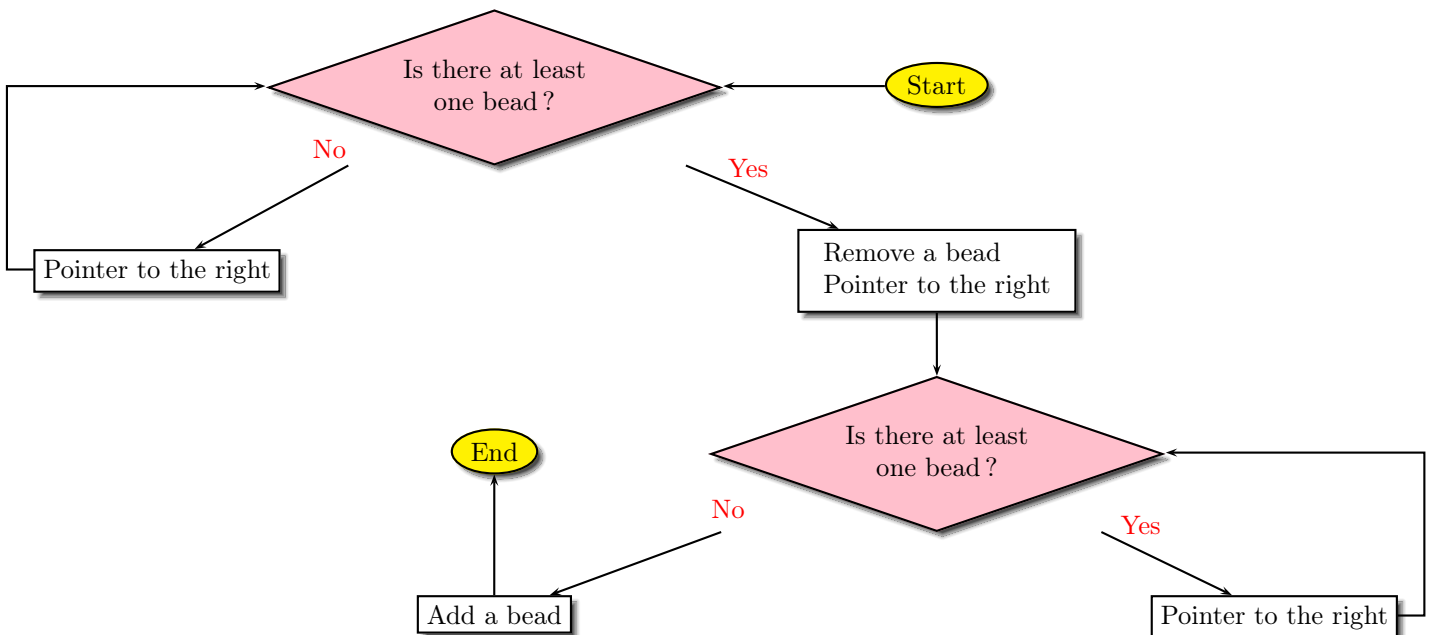 Is there at least
one bead ?
Start
No
Yes
Pointer to the right
Remove a bead
Pointer to the right
Is there at least
one bead ?
End
No
Yes
Add a bead
Pointer to the right